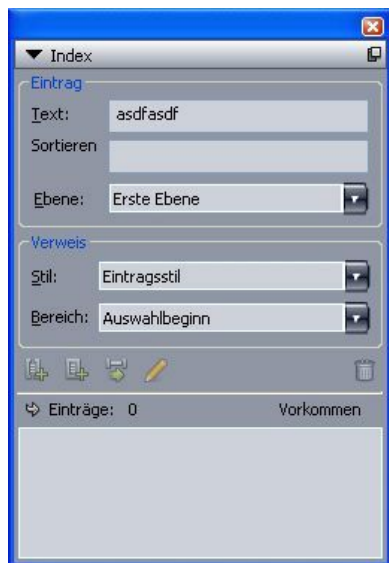 Index
Eintrag
Text: asdfasdf
Sortieren
Ebene: Erste Ebene
Verweis
Stil: Eintragsstil
Bereich: Auswahlbeginn
Einträge: 0 Vorkommen